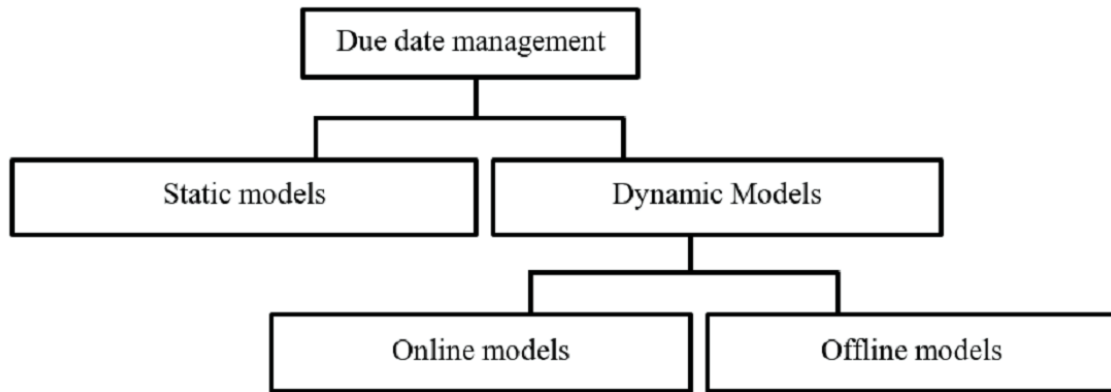 Due date management
Static models
Dynamic Models
Online models
Offline models